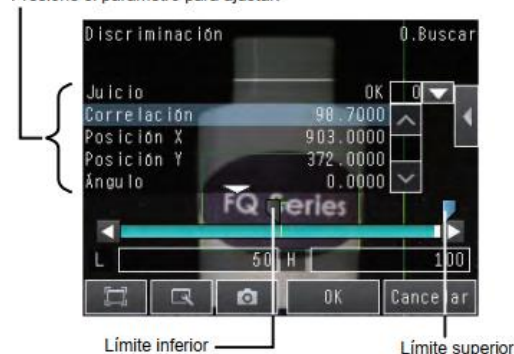 Presione el parámetro para ajustar.
Discriminación 0.Buscar
Juicio OK 0
Correlación 98.7000
Posición X 903.0000
Posición Y 372.0000
Ángulo 0.0000
FQ Series
L 50 H 100
OK Cancelar
Límite inferior
Límite superior